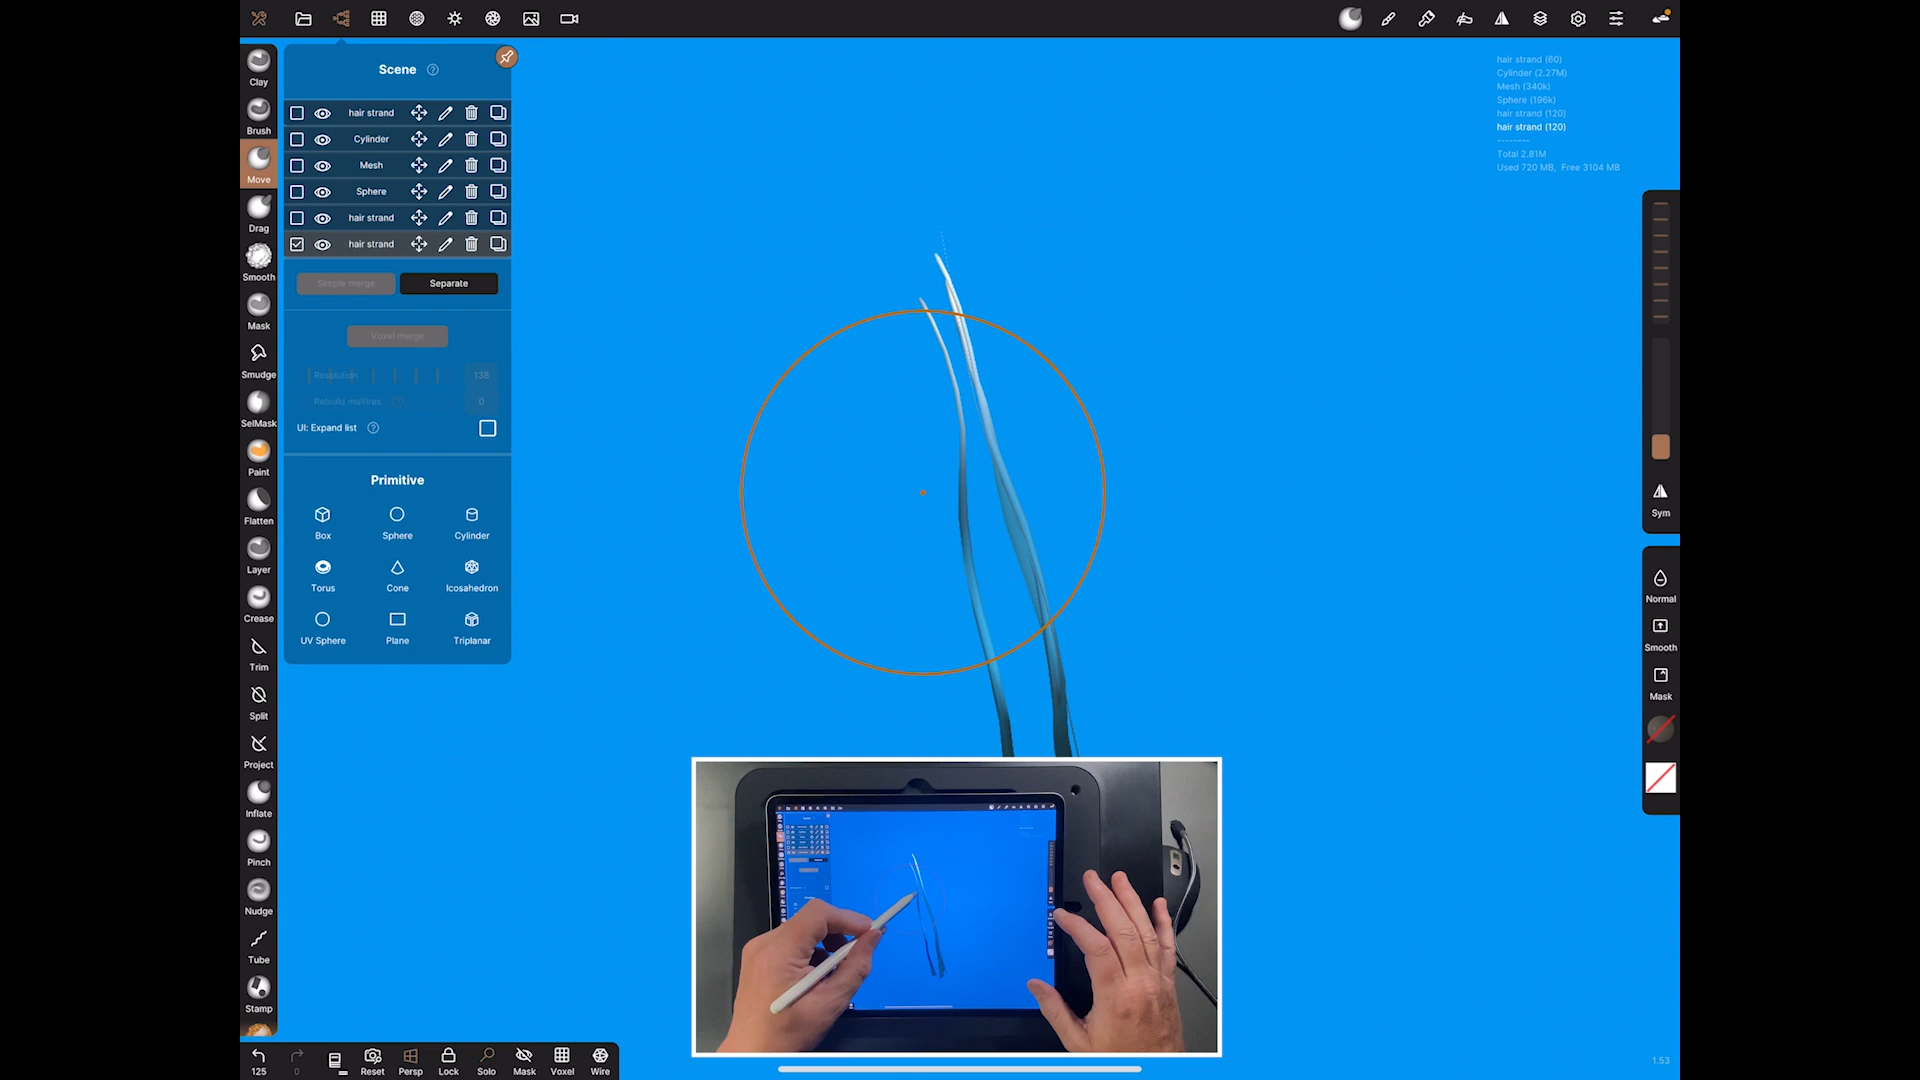 Clay
Brush
Move
Drag
Smooth
Mask
Smudge
SelMask
Paint
Flatten
Layer
Crease
Trim
Split
Project
Inflate
Pinch
Nudge
Tube
Stamp
Scene ?
hair strand
Cylinder
Mesh
Sphere
hair strand
hair strand
Simple merge Separate
Voxel merge
Resolution 138
Rebuild multires ? 0
UI: Expand list ?
Primitive
Box Sphere Cylinder
Torus Cone Icosahedron
UV Sphere Plane Triplanar
hair strand (60)
Cylinder (2.27M)
Mesh (340k)
Sphere (196k)
hair strand (120)
hair strand (120)
--------
Total 2.81M
Used 720 MB, Free 3104 MB
Sym
Normal
Smooth
Mask
125 0 Reset Persp Lock Solo Mask Voxel Wire
1.53